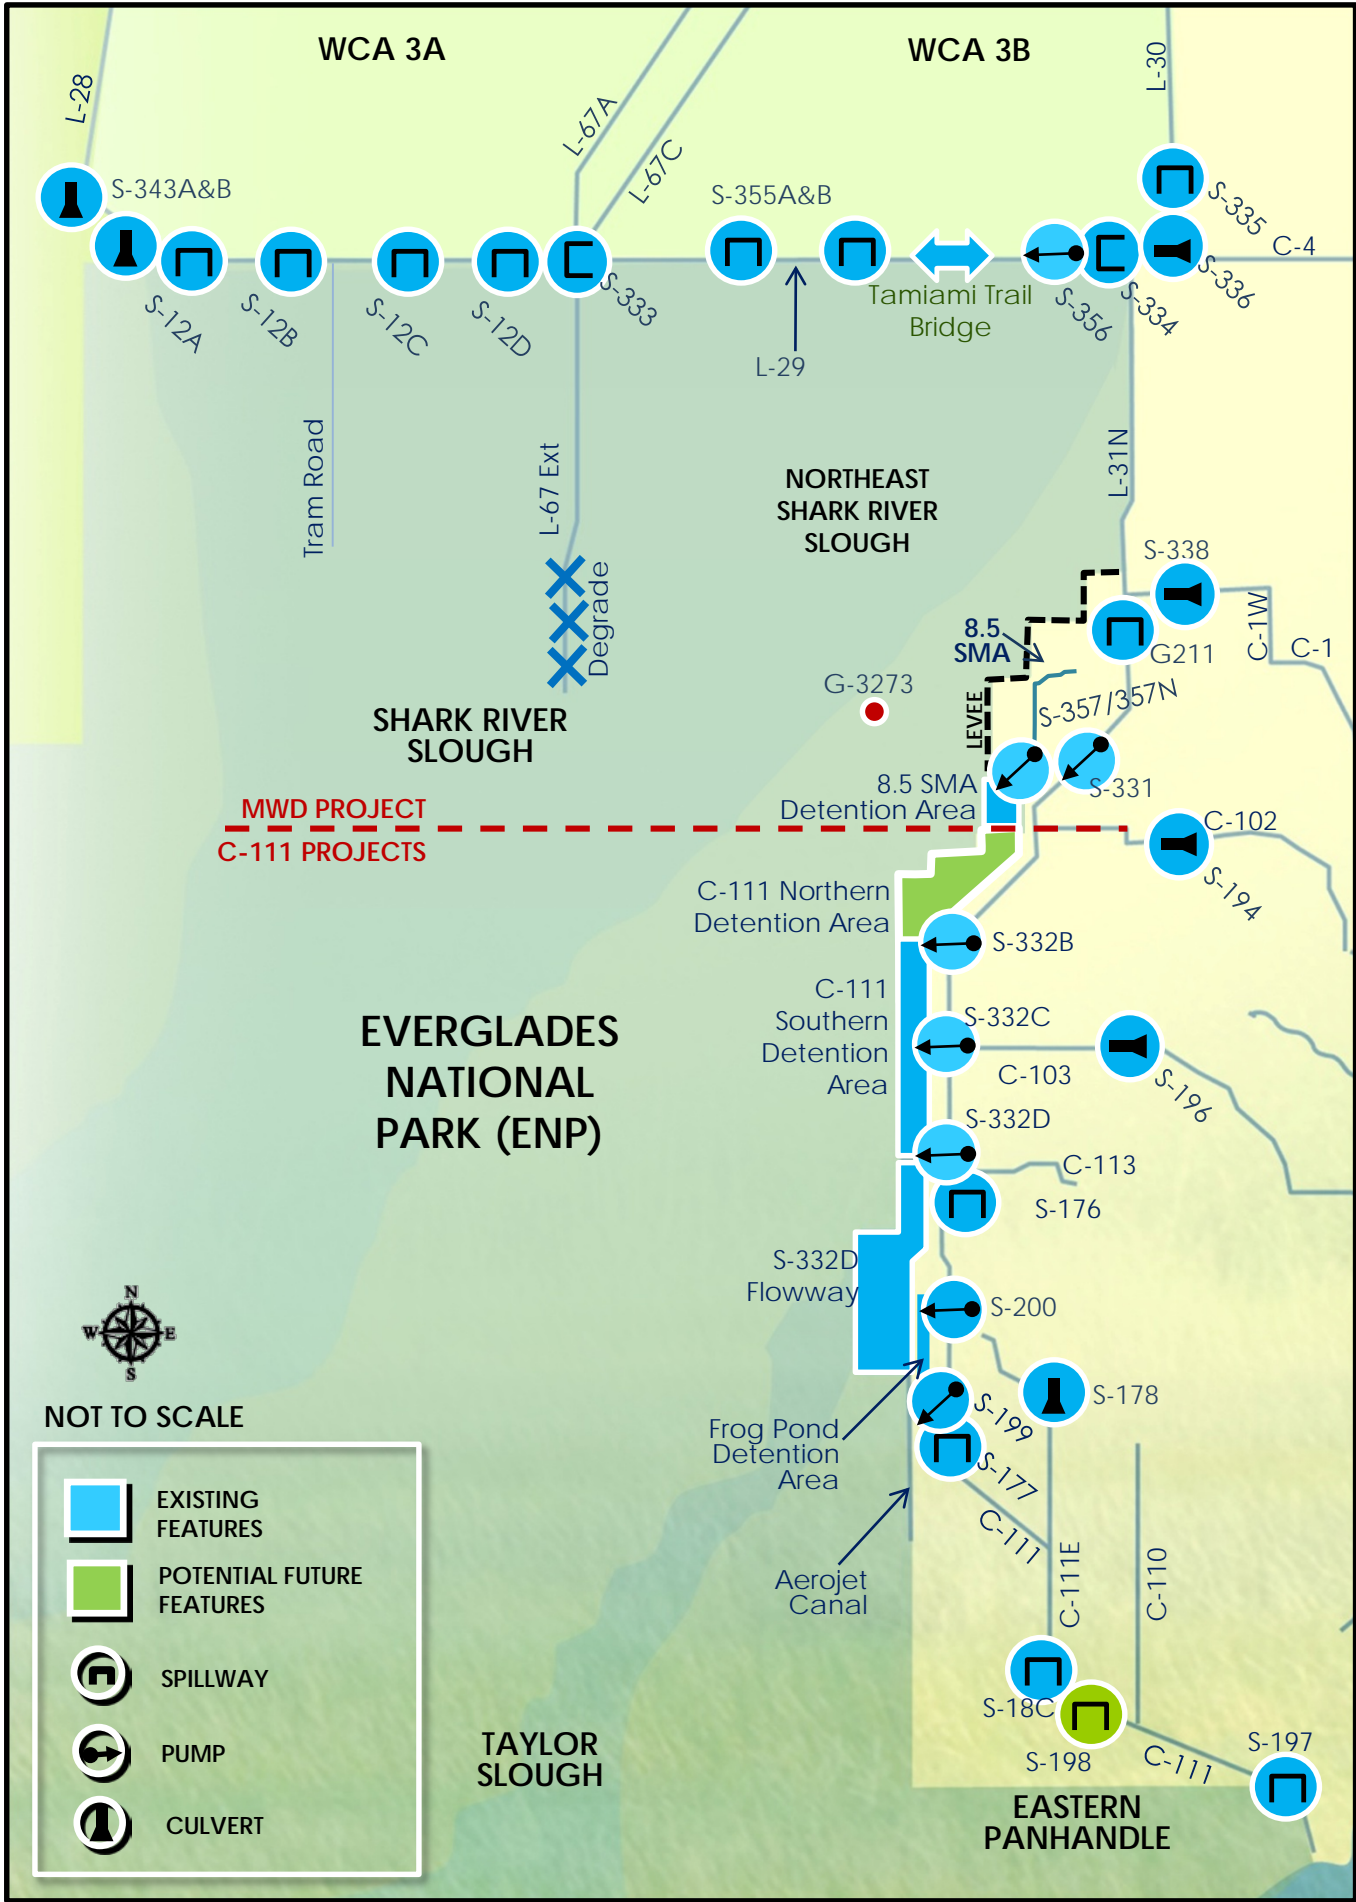 WCA 3A
WCA 3B
L-28
L-67A
L-67C
L-30
S-343A&B
S-355A&B
S-335
C-4
S-336
S-12A
S-12B
S-12C
S-12D
S-333
Tamiami Trail
Bridge
S-356
S-334
L-29
Tram Road
L-67 Ext
Degrade
L-31N
NORTHEAST
SHARK RIVER
SLOUGH
S-338
C-1W
C-1
8.5
SMA
G211
G-3273
LEVEE
S-357/357N
SHARK RIVER
SLOUGH
8.5 SMA
Detention Area
S-331
MWD PROJECT
C-111 PROJECTS
C-102
S-194
C-111 Northern
Detention Area
S-332B
C-111
Southern
Detention
Area
S-332C
C-103
S-196
EVERGLADES
NATIONAL
PARK (ENP)
S-332D
C-113
S-176
S-332D
Flowway
S-200
S-178
S-199
Frog Pond
Detention
Area
S-177
C-111
C-111E
C-110
Aerojet
Canal
N
W
E
S
NOT TO SCALE
EXISTING
FEATURES
POTENTIAL FUTURE
FEATURES
SPILLWAY
PUMP
CULVERT
TAYLOR
SLOUGH
S-18C
S-198
C-111
S-197
EASTERN
PANHANDLE